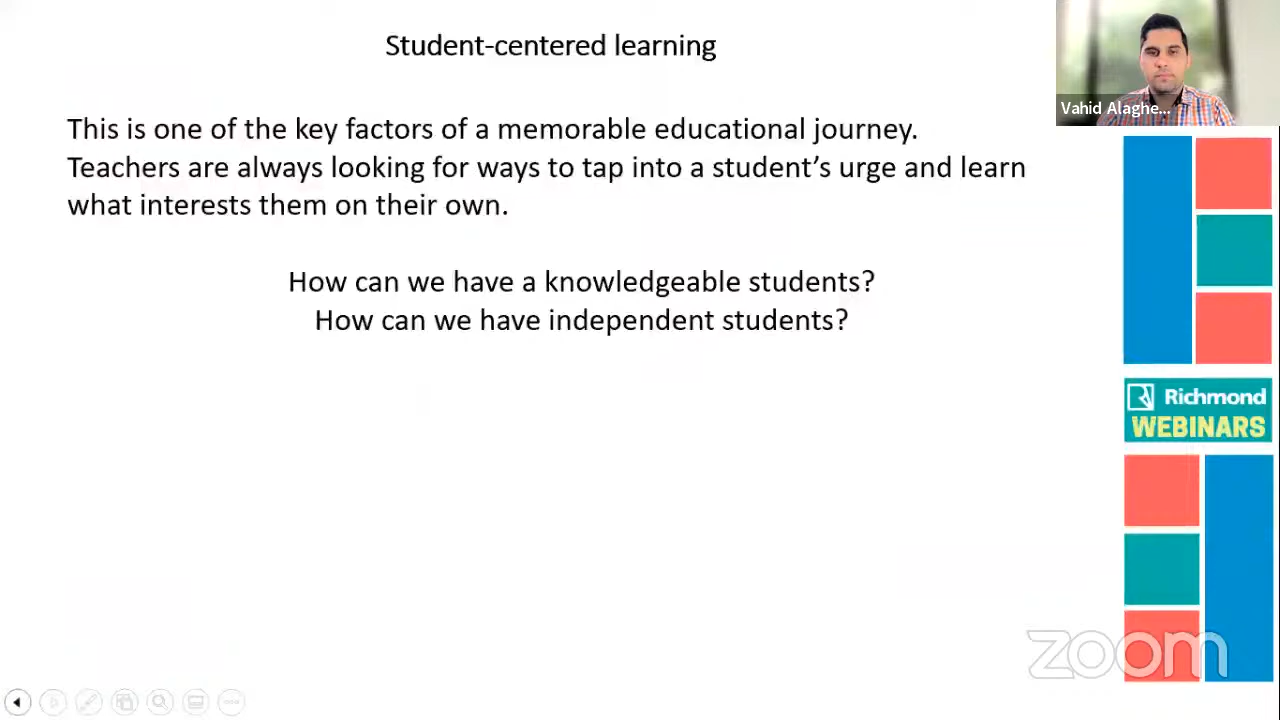 Student-centered learning
Vahid Alaghe...
This is one of the key factors of a memorable educational journey.
Teachers are always looking for ways to tap into a student’s urge and learn
what interests them on their own.
How can we have a knowledgeable students?
How can we have independent students?
Richmond
WEBINARS
zoom